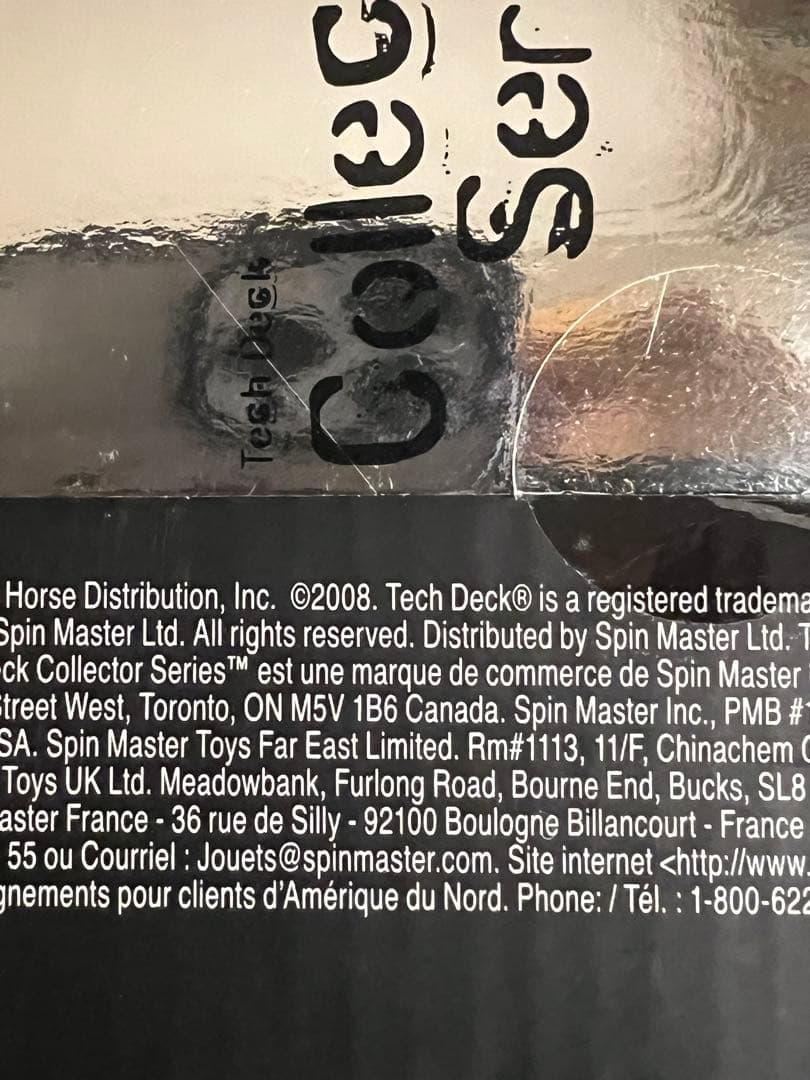 Tech Deck
Collec
Ser
Horse Distribution, Inc. ©2008. Tech Deck® is a registered tradema
Spin Master Ltd. All rights reserved. Distributed by Spin Master Ltd. T
ck Collector Series™ est une marque de commerce de Spin Master
Street West, Toronto, ON M5V 1B6 Canada. Spin Master Inc., PMB #1
SA. Spin Master Toys Far East Limited. Rm#1113, 11/F, Chinachem G
Toys UK Ltd. Meadowbank, Furlong Road, Bourne End, Bucks, SL8
aster France - 36 rue de Silly - 92100 Boulogne Billancourt - France
55 ou Courriel : Jouets@spinmaster.com. Site internet <http://www.
gnements pour clients d'Amérique du Nord. Phone: / Tél. : 1-800-622